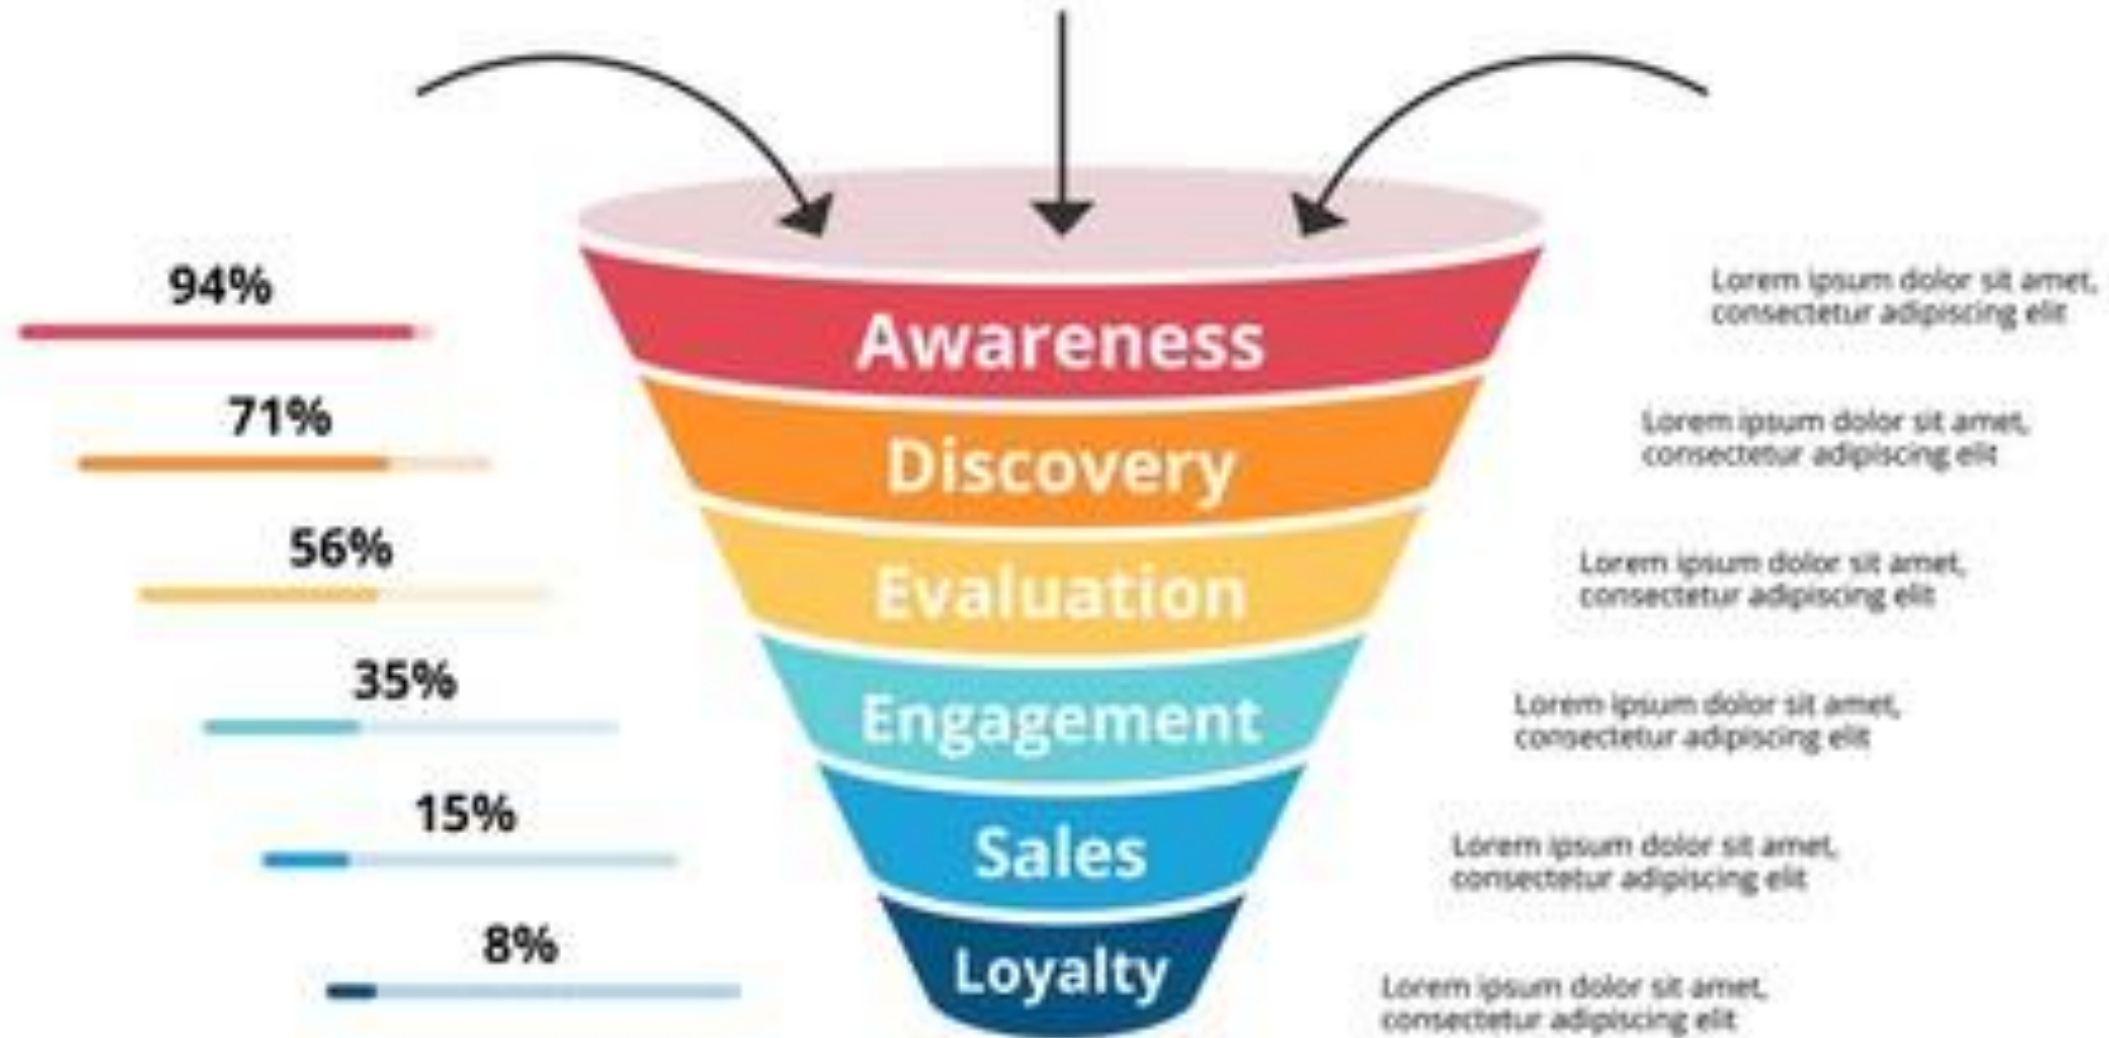 94%
Awareness
Lorem ipsum dolor sit amet,
consectetur adipiscing elit
71%
Discovery
Lorem ipsum dolor sit amet,
consectetur adipiscing elit
56%
Evaluation
Lorem ipsum dolor sit amet,
consectetur adipiscing elit
35%
Engagement
Lorem ipsum dolor sit amet,
consectetur adipiscing elit
15%
Sales
Lorem ipsum dolor sit amet,
consectetur adipiscing elit
8%
Loyalty
Lorem ipsum dolor sit amet,
consectetur adipiscing elit